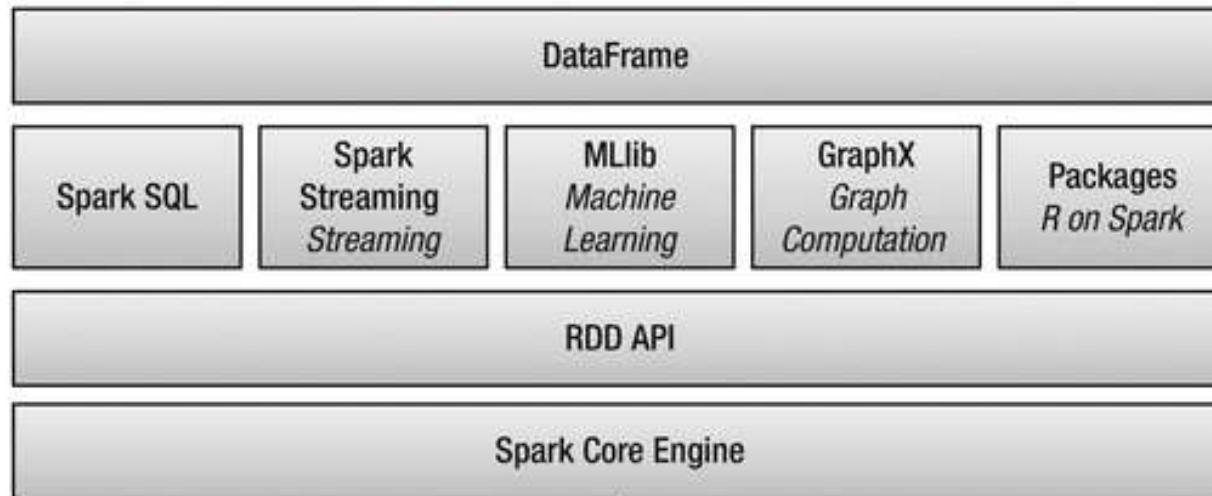 DataFrame
Spark SQL
Spark
Streaming
Streaming
MLlib
Machine
Learning
GraphX
Graph
Computation
Packages
R on Spark
RDD API
Spark Core Engine